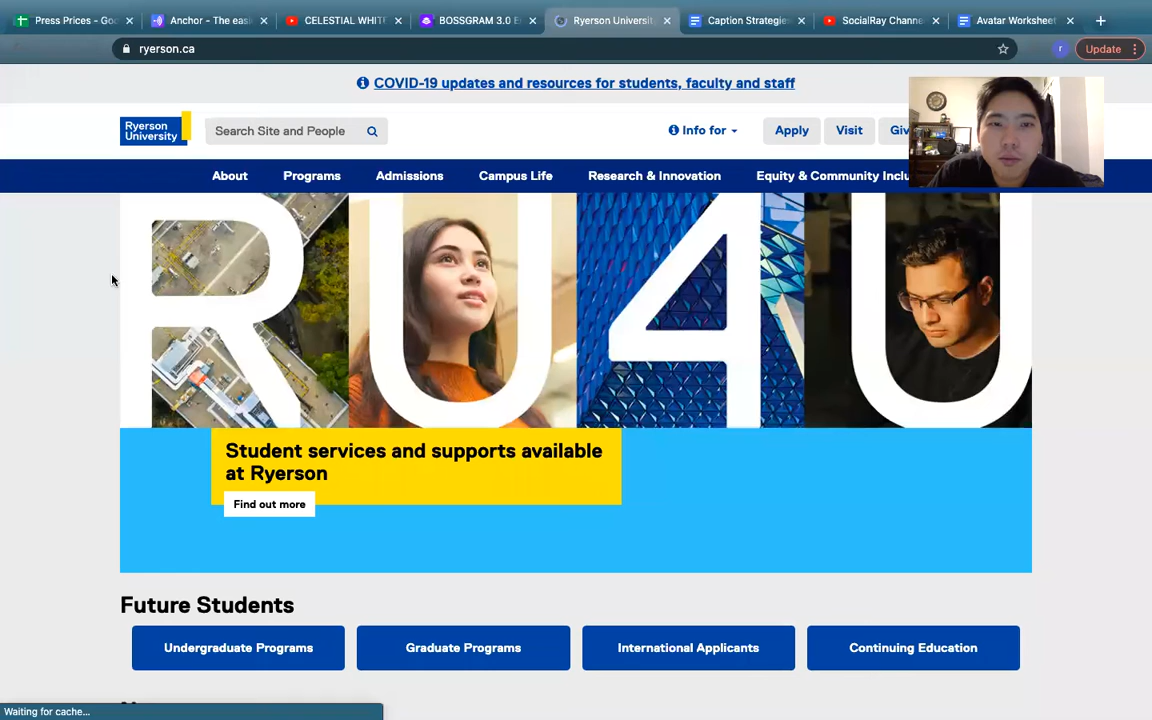 Press Prices - Goo
Anchor - The easi
CELESTIAL WHIT
BOSSGRAM 3.0 E
Ryerson Universit
Caption Strategies
SocialRay Channe
Avatar Worksheet
ryerson.ca
r
Update
COVID-19 updates and resources for students, faculty and staff
Ryerson
University
Search Site and People
Info for
Apply
Visit
Giv
About
Programs
Admissions
Campus Life
Research & Innovation
Equity & Community Inclu
RU4U
Student services and supports available
at Ryerson
Find out more
Future Students
Undergraduate Programs
Graduate Programs
International Applicants
Continuing Education
Waiting for cache...